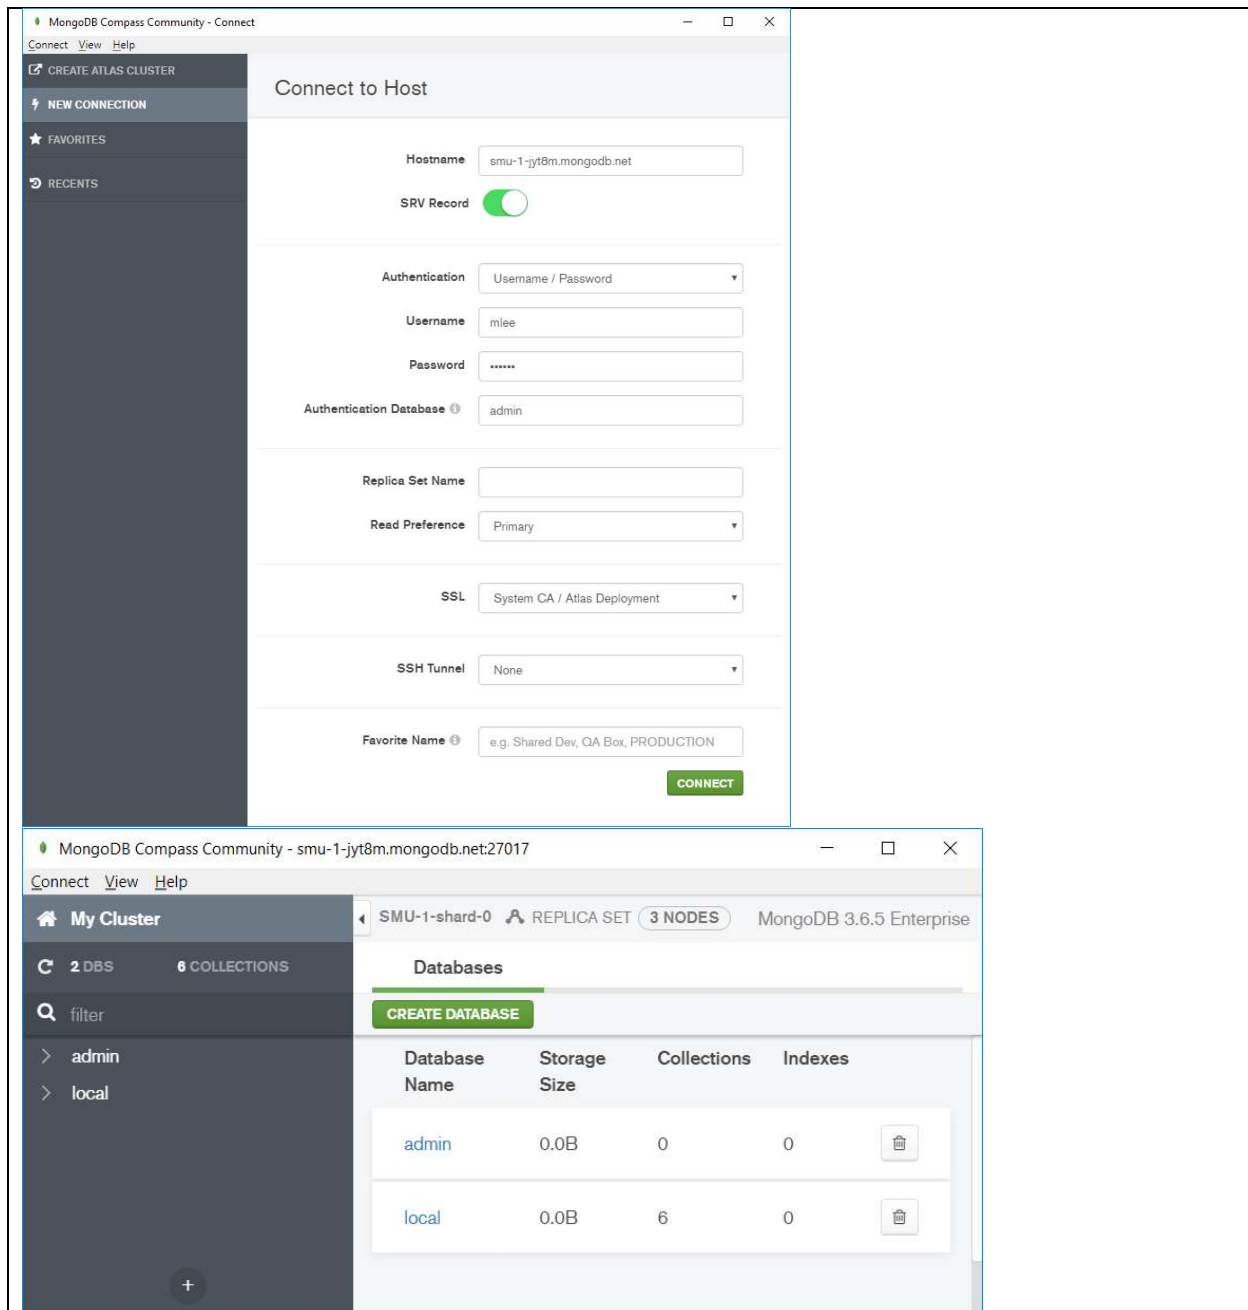 MongoDB Compass Community - Connect
Connect View Help
CREATE ATLAS CLUSTER
NEW CONNECTION
FAVORITES
RECENTS
Connect to Host
Hostname smu-1-jyt8m.mongodb.net
SRV Record
Authentication Username / Password
Username mlee
Password ••••••
Authentication Database admin
Replica Set Name
Read Preference Primary
SSL System CA / Atlas Deployment
SSH Tunnel None
Favorite Name e.g. Shared Dev, QA Box, PRODUCTION
CONNECT
MongoDB Compass Community - smu-1-jyt8m.mongodb.net:27017
Connect View Help
My Cluster
2 DBS 6 COLLECTIONS
filter
admin
local
+
SMU-1-shard-0 REPLICA SET 3 NODES MongoDB 3.6.5 Enterprise
Databases
CREATE DATABASE
Database Name Storage Size Collections Indexes
admin 0.0B 0 0
local 0.0B 6 0